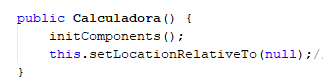 public Calculadora() {
    initComponents();
    this.setLocationRelativeTo(null);/
}